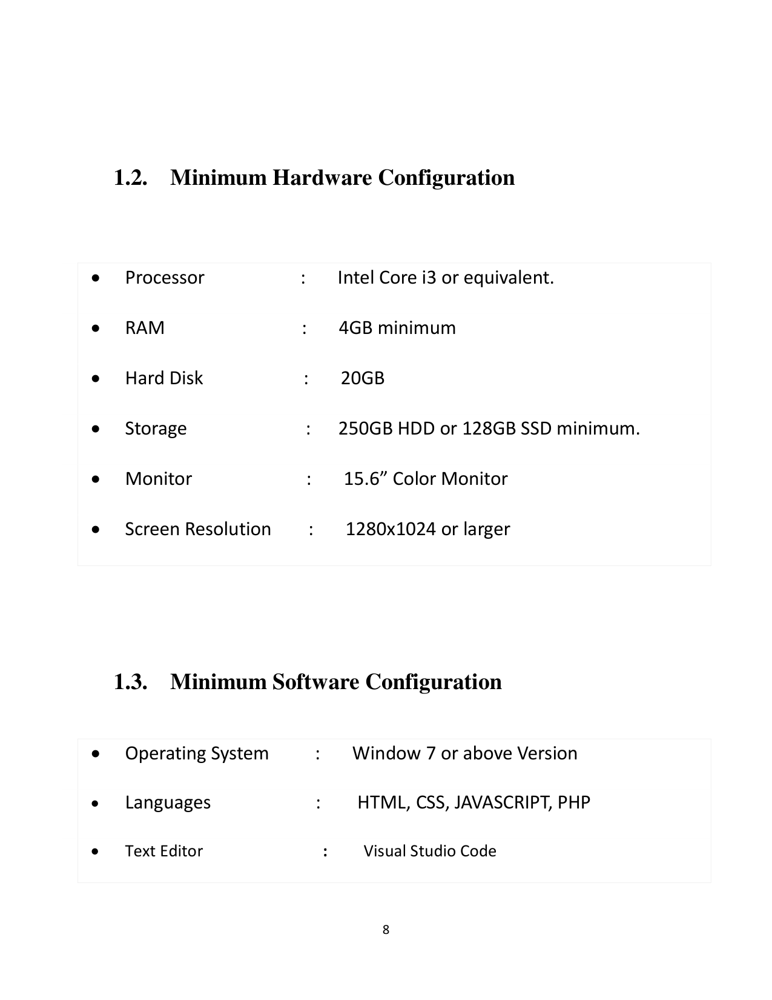 1.2. Minimum Hardware Configuration
• Processor : Intel Core i3 or equivalent.
• RAM : 4GB minimum
• Hard Disk : 20GB
• Storage : 250GB HDD or 128GB SSD minimum.
• Monitor : 15.6” Color Monitor
• Screen Resolution : 1280x1024 or larger
1.3. Minimum Software Configuration
• Operating System : Window 7 or above Version
• Languages : HTML, CSS, JAVASCRIPT, PHP
• Text Editor : Visual Studio Code
8